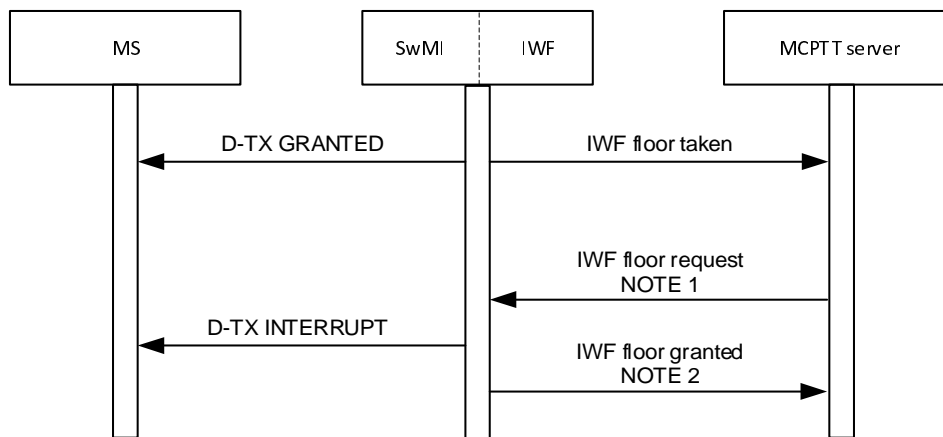 MS
SwMI
IWF
MCPTT server
D-TX GRANTED
IWF floor taken
IWF floor request
NOTE 1
D-TX INTERRUPT
IWF floor granted
NOTE 2